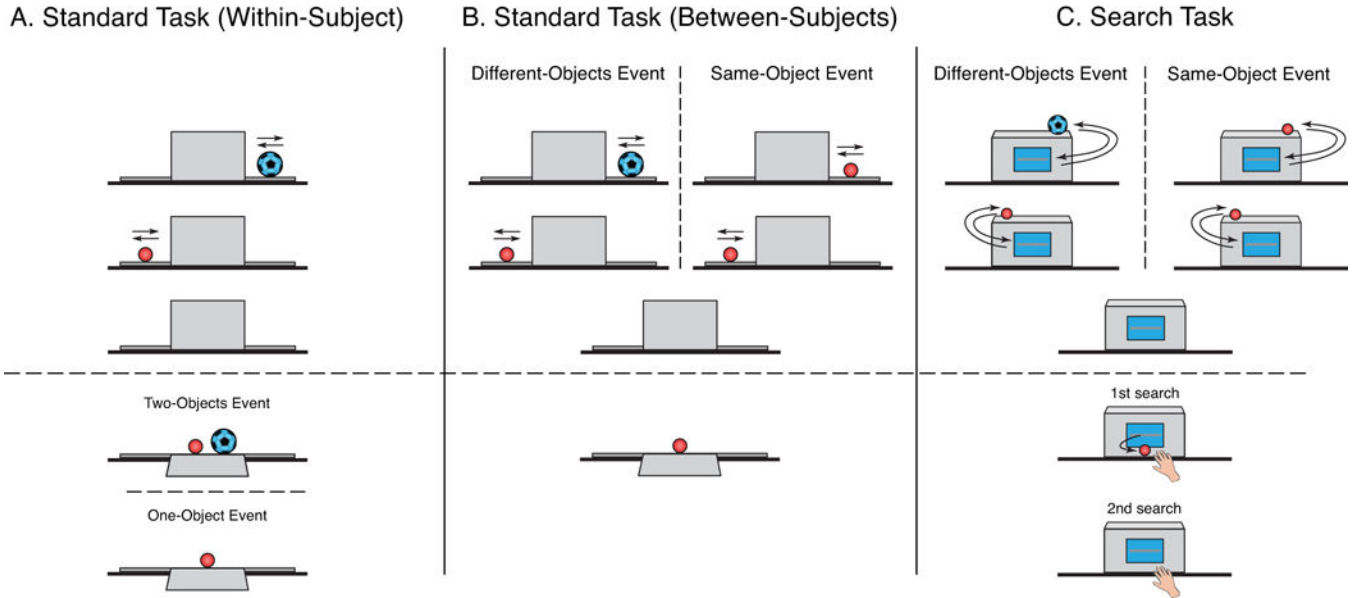 A. Standard Task (Within-Subject)
B. Standard Task (Between-Subjects)
C. Search Task
Different-Objects Event
Same-Object Event
Different-Objects Event
Same-Object Event
Two-Objects Event
One-Object Event
1st search
2nd search